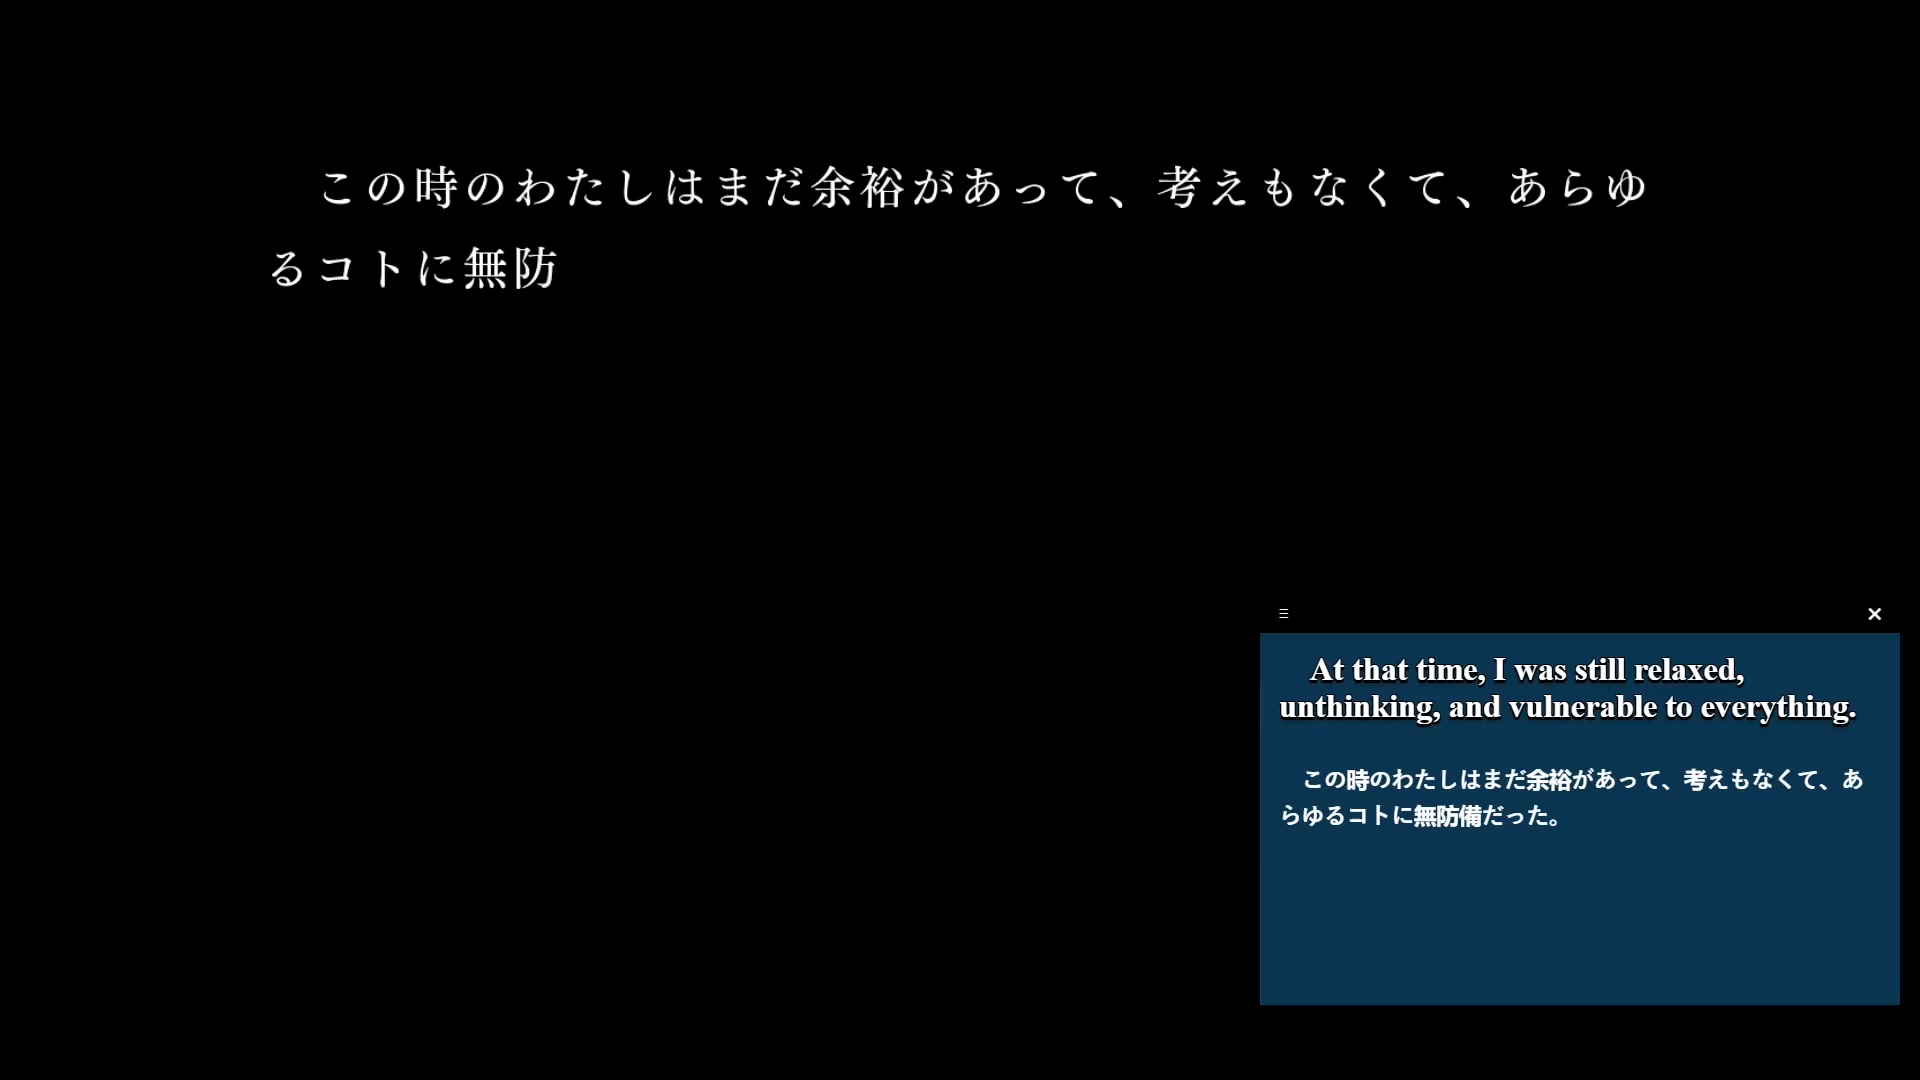 この時のわたしはまだ余裕があって、考えもなくて、あらゆ
るコトに無防
☰
✕
At that time, I was still relaxed,
unthinking, and vulnerable to everything.
この時のわたしはまだ余裕があって、考えもなくて、あ
らゆるコトに無防備だった。